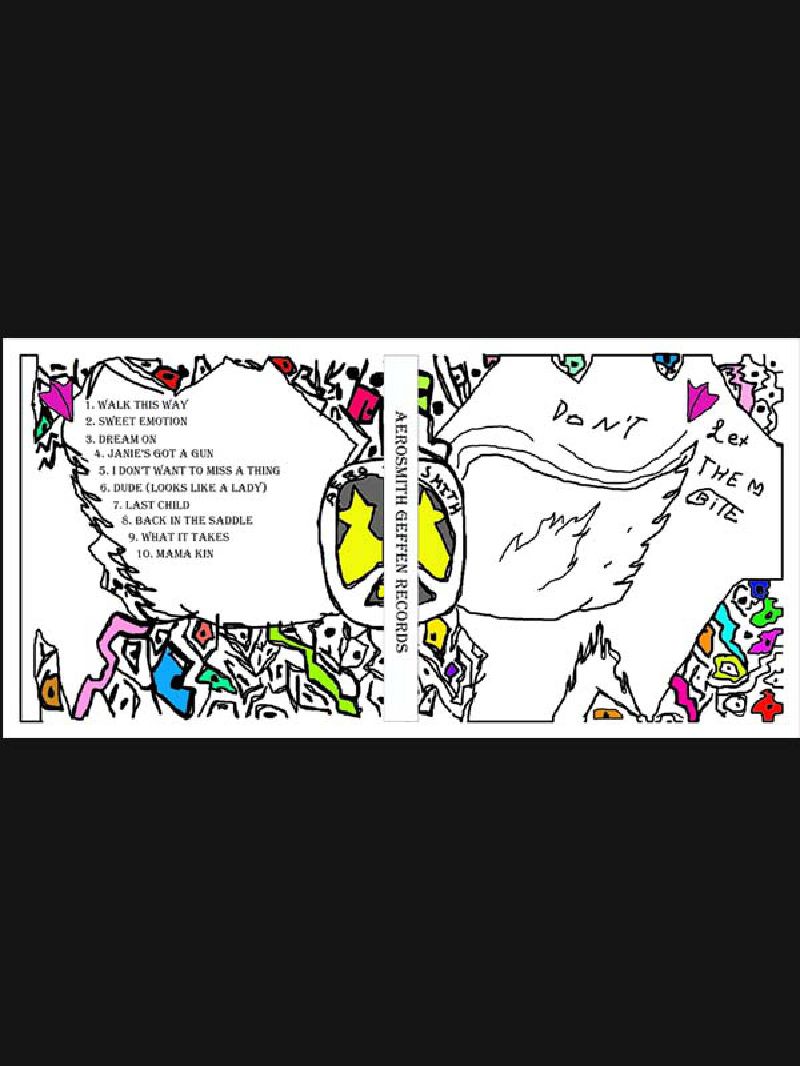 1. WALK THIS WAY
2. SWEET EMOTION
3. DREAM ON
4. JANIE'S GOT A GUN
5. I DON'T WANT TO MISS A THING
6. DUDE (LOOKS LIKE A LADY)
7. LAST CHILD
8. BACK IN THE SADDLE
9. WHAT IT TAKES
10. MAMA KIN
AERO SMITH
AEROSMITH GEFFEN RECORDS
DON'T
Let
THEM
BITE